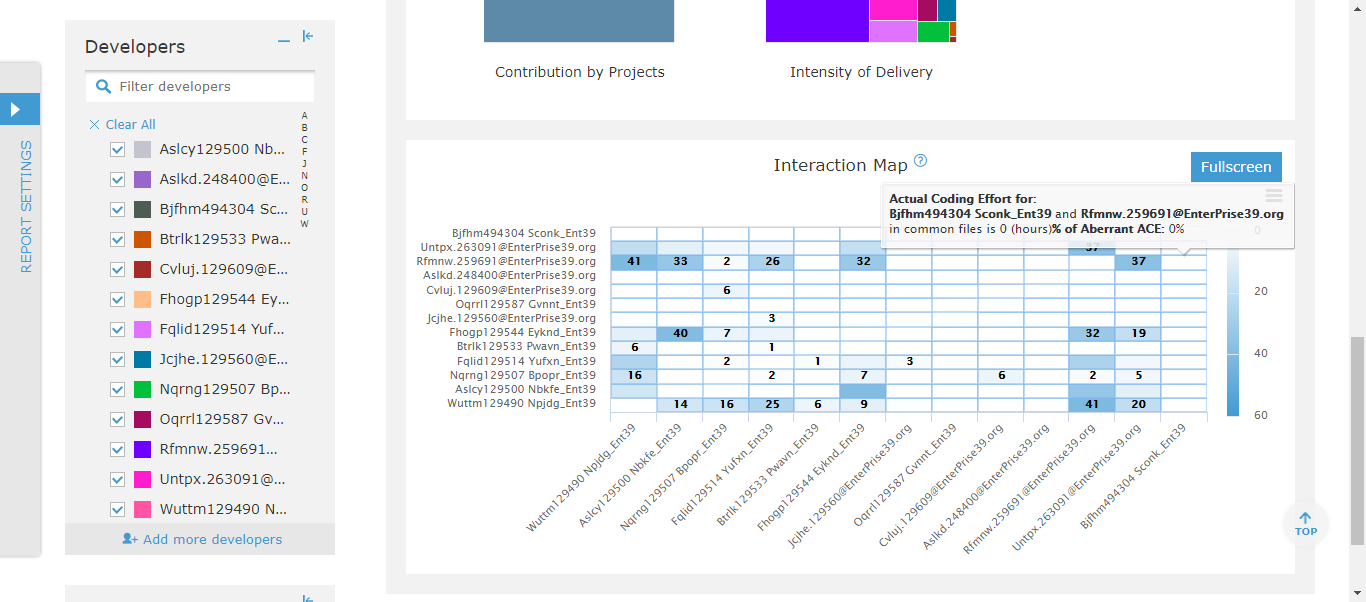 Developers
Filter developers
Clear All
A
B
C
F
J
N
O
R
U
W
Aslcy129500 Nb...
Aslkd.248400@E...
Bjfhm494304 Sc...
Btrlk129533 Pwa...
Cvluj.129609@E...
Fhogp129544 Ey...
Fqlid129514 Yuf...
Jcjhe.129560@E...
Nqrng129507 Bp...
Oqrrl129587 Gv...
Rfmnw.259691...
Untpx.263091@...
Wuttm129490 N...
Add more developers
REPORT SETTINGS
Contribution by Projects
Intensity of Delivery
Interaction Map ?
Fullscreen
Actual Coding Effort for:
Bjfhm494304 Sconk_Ent39 and Rfmnw.259691@EnterPrise39.org
in common files is 0 (hours)% of Aberrant ACE: 0%
Bjfhm494304 Sconk_Ent39
Untpx.263091@EnterPrise39.org 37
Rfmnw.259691@EnterPrise39.org 41 33 2 26 32 37
Aslkd.248400@EnterPrise39.org
Cvluj.129609@EnterPrise39.org 6
Oqrrl129587 Gvnnt_Ent39
Jcjhe.129560@EnterPrise39.org 3
Fhogp129544 Eyknd_Ent39 40 7 32 19
Btrlk129533 Pwavn_Ent39 6 1
Fqlid129514 Yufxn_Ent39 2 1 3
Nqrng129507 Bpopr_Ent39 16 2 7 6 2 5
Aslcy129500 Nbkfe_Ent39
Wuttm129490 Npjdg_Ent39 14 16 25 6 9 41 20
Wuttm129490 Npjdg_Ent39
Aslcy129500 Nbkfe_Ent39
Nqrng129507 Bpopr_Ent39
Fqlid129514 Yufxn_Ent39
Btrlk129533 Pwavn_Ent39
Fhogp129544 Eyknd_Ent39
Jcjhe.129560@EnterPrise39.org
Oqrrl129587 Gvnnt_Ent39
Cvluj.129609@EnterPrise39.org
Aslkd.248400@EnterPrise39.org
Rfmnw.259691@EnterPrise39.org
Untpx.263091@EnterPrise39.org
Bjfhm494304 Sconk_Ent39
0
20
40
60
TOP